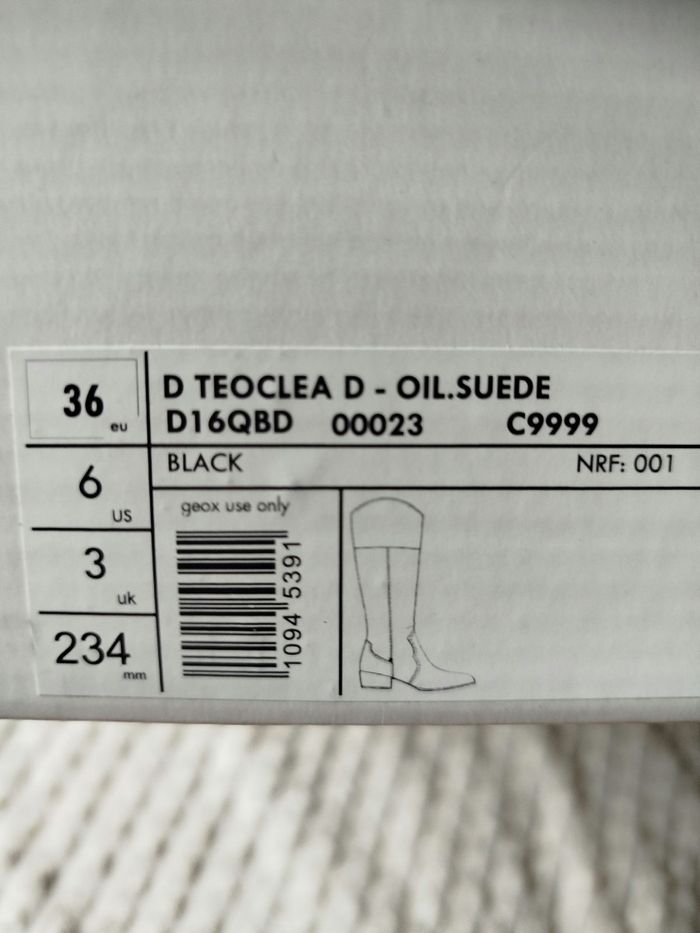 36 eu
D TEOCLEA D - OIL.SUEDE
D16QBD 00023 C9999
6 US
BLACK NRF: 001
3 uk
234 mm
geox use only
1094 5391